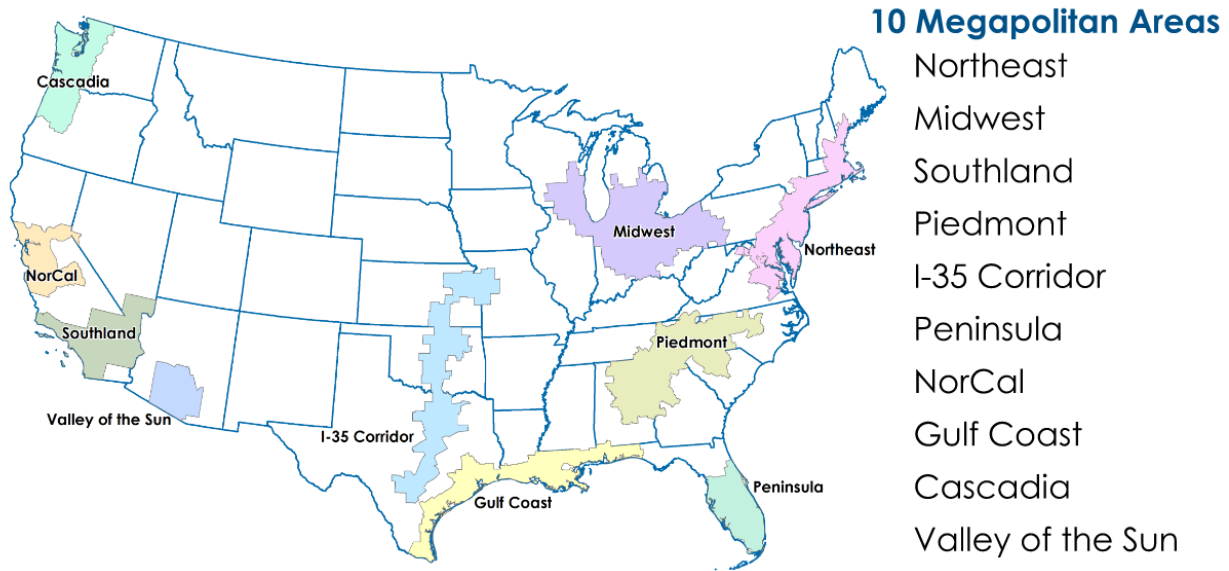 10 Megapolitan Areas
Northeast
Midwest
Southland
Piedmont
I-35 Corridor
Peninsula
NorCal
Gulf Coast
Cascadia
Valley of the Sun
Cascadia
Midwest
Northeast
NorCal
Southland
Piedmont
Valley of the Sun
I-35 Corridor
Peninsula
Gulf Coast